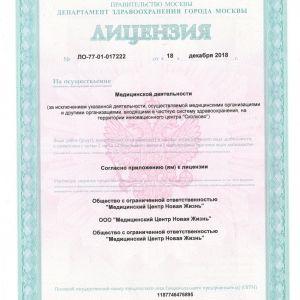 ПРАВИТЕЛЬСТВО МОСКВЫ
ДЕПАРТАМЕНТ ЗДРАВООХРАНЕНИЯ ГОРОДА МОСКВЫ
ЛИЦЕНЗИЯ
№ ЛО-77-01-017222 от « 18 » декабря 2018
На осуществление
Медицинской деятельности
(за исключением указанной деятельности, осуществляемой медицинскими организациями
и другими организациями, входящими в частную систему здравоохранения, на
территории инновационного центра "Сколково")
Согласно приложению (ям) к лицензии
Общество с ограниченной ответственностью
"Медицинский Центр Новая Жизнь"
ООО "Медицинский Центр Новая Жизнь"
Общество с ограниченной ответственностью
"Медицинский Центр Новая Жизнь"
1187746476895